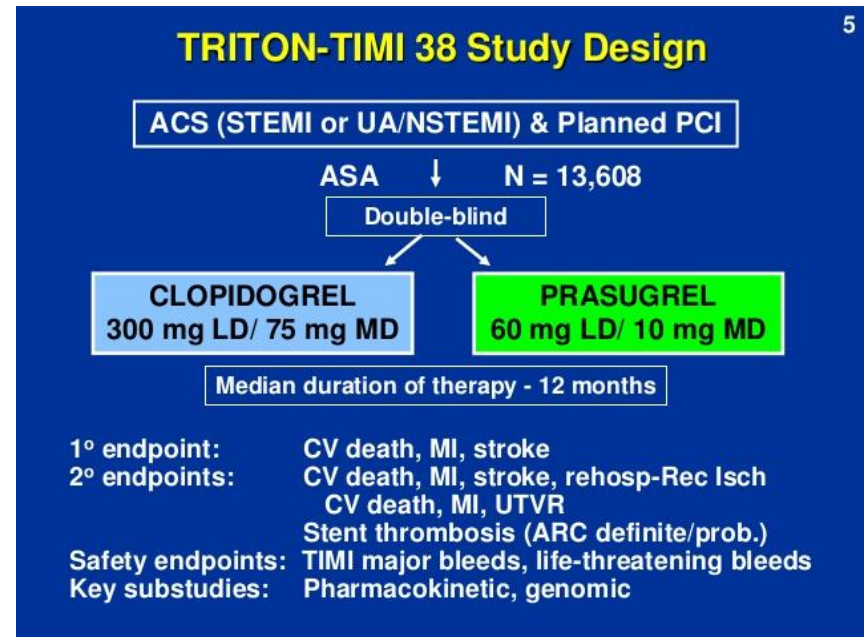 5
TRITON-TIMI 38 Study Design
ACS (STEMI or UA/NSTEMI) & Planned PCI
ASA ↓ N = 13,608
Double-blind
CLOPIDOGREL
300 mg LD/ 75 mg MD
PRASUGREL
60 mg LD/ 10 mg MD
Median duration of therapy - 12 months
1º endpoint: CV death, MI, stroke
2º endpoints: CV death, MI, stroke, rehosp-Rec Isch
CV death, MI, UTVR
Stent thrombosis (ARC definite/prob.)
Safety endpoints: TIMI major bleeds, life-threatening bleeds
Key substudies: Pharmacokinetic, genomic